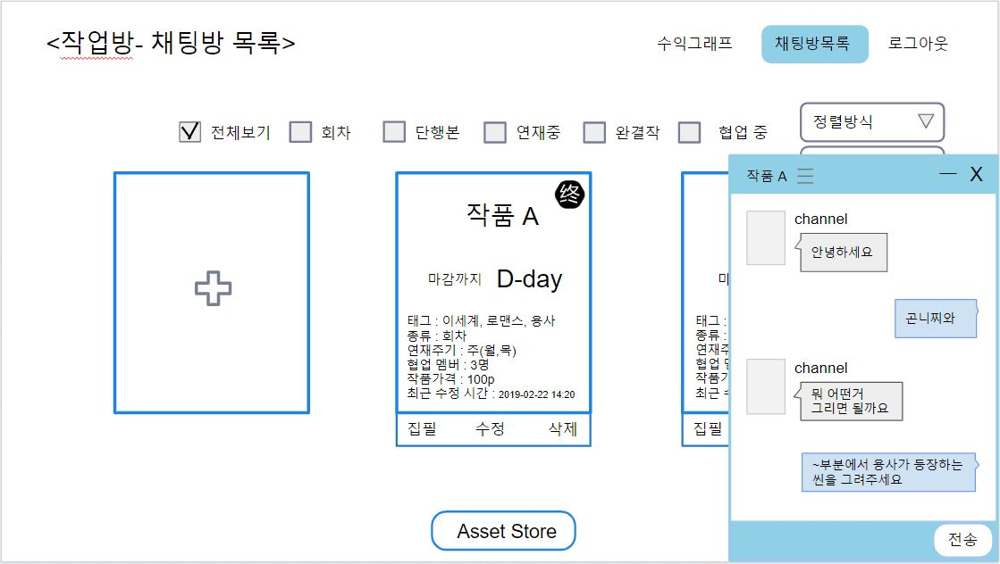 <작업방- 채팅방 목록>
수익그래프
채팅방목록
로그아웃
전체보기
회차
단행본
연재중
완결작
협업 중
정렬방식
終
작품 A
마감까지 D-day
태그 : 이세계, 로맨스, 용사
종류 : 회차
연재주기 : 주(월,목)
협업 멤버 : 3명
작품가격 : 100p
최근 수정 시간 : 2019-02-22 14:20
집필
수정
삭제
태그 :
종류 :
연재주
협업
작품가
최근 수
집필
작품 A
X
channel
안녕하세요
곤니찌와
channel
뭐 어떤거
그리면 될까요
~부분에서 용사가 등장하는
씬을 그려주세요
전송
Asset Store